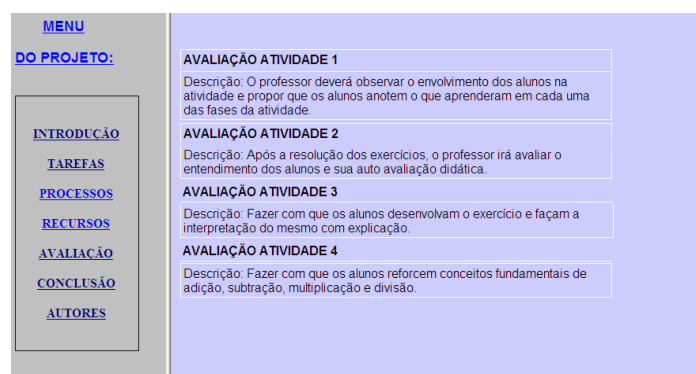 MENU
DO PROJETO:
INTRODUÇÃO
TAREFAS
PROCESSOS
RECURSOS
AVALIAÇÃO
CONCLUSÃO
AUTORES
AVALIAÇÃO ATIVIDADE 1
Descrição: O professor deverá observar o envolvimento dos alunos na
atividade e propor que os alunos anotem o que aprenderam em cada uma
das fases da atividade.
AVALIAÇÃO ATIVIDADE 2
Descrição: Após a resolução dos exercícios, o professor irá avaliar o
entendimento dos alunos e sua auto avaliação didática.
AVALIAÇÃO ATIVIDADE 3
Descrição: Fazer com que os alunos desenvolvam o exercício e façam a
interpretação do mesmo com explicação.
AVALIAÇÃO ATIVIDADE 4
Descrição: Fazer com que os alunos reforcem conceitos fundamentais de
adição, subtração, multiplicação e divisão.